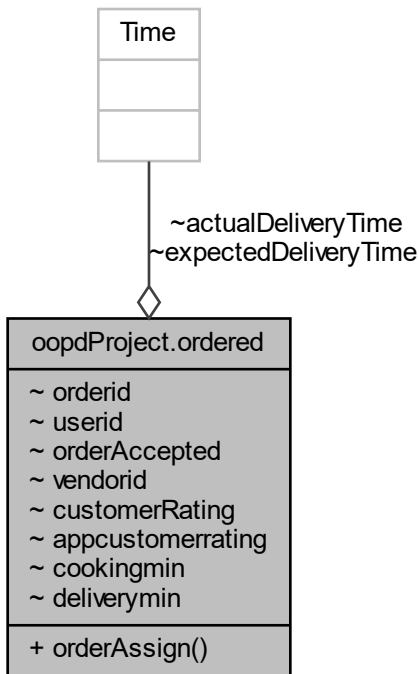 Time
~actualDeliveryTime
~expectedDeliveryTime
oopdProject.ordered
~ orderid
~ userid
~ orderAccepted
~ vendorid
~ customerRating
~ appcustomerrating
~ cookingmin
~ deliverymin
+ orderAssign()